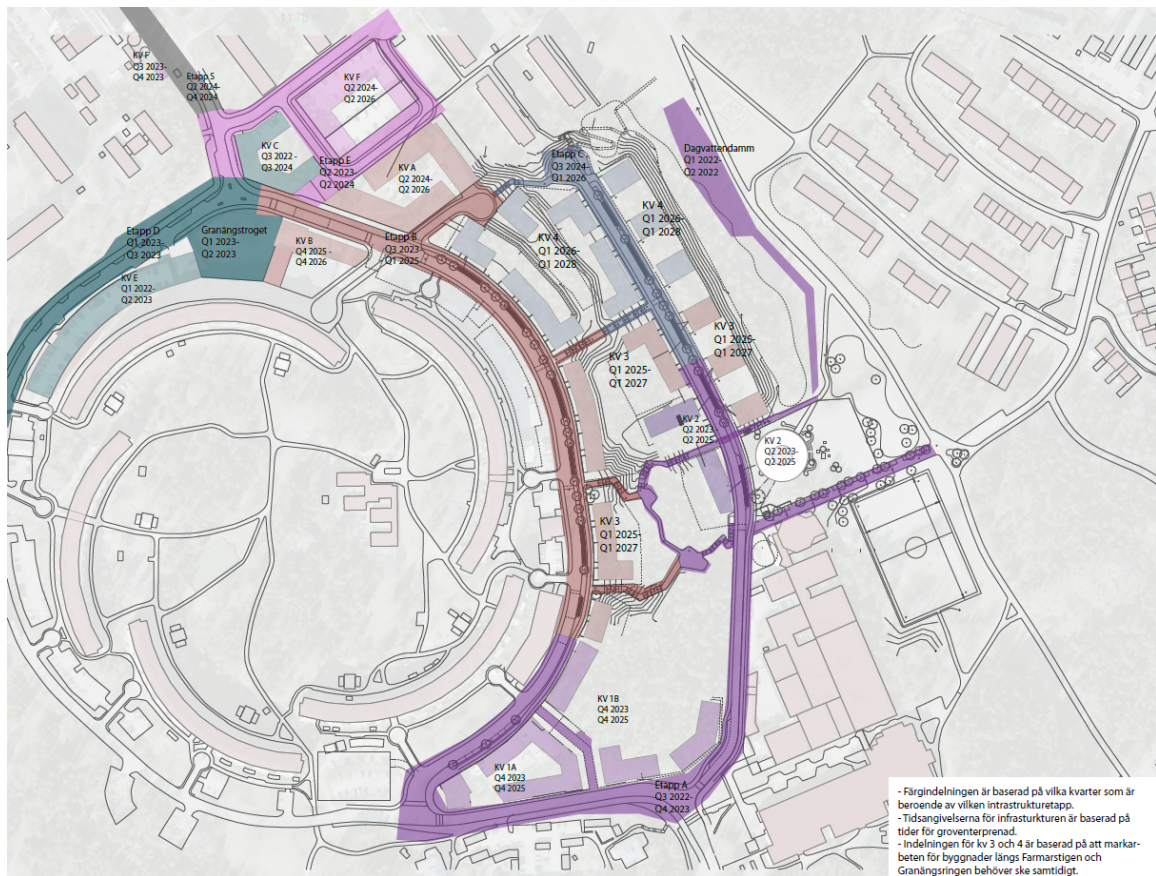 KV F
Q3 2023-
Q4 2023
Etapp S
Q2 2024-
Q4 2024
KV F
Q2 2024-
Q2 2026
KV C
Q3 2022 -
Q3 2024
Etapp E
Q2 2023-
Q2 2024
KV A
Q2 2024-
Q2 2026
Etapp C
Q3 2024-
Q1 2026
Dagvattendamm
Q1 2022-
Q2 2022
KV 4
Q1 2026-
Q1 2028
Etapp D
Q1 2023-
Q3 2023
Granängstroget
Q1 2023-
Q2 2023
KV B
Q4 2025 -
Q4 2026
Etapp B
Q3 2023-
Q1 2025
KV 4
Q1 2026-
Q1 2028
KV E
Q1 2022-
Q2 2023
KV 3
Q1 2025-
Q1 2027
KV 3
Q1 2025-
Q1 2027
KV 2
Q2 2023
Q2 2025
KV 2
Q2 2023-
Q2 2025
KV 3
Q1 2025-
Q1 2027
KV 1B
Q4 2023
Q4 2025
KV 1A
Q4 2023
Q4 2025
Etapp A
Q3 2022-
Q4 2023
- Färgindelningen är baserad på vilka kvarter som är
beroende av vilken intrastrukturetapp.
- Tidsangivelserna för infrasturkturen är baserad på
tider för groventerprenad.
- Indelningen för kv 3 och 4 är baserad på att markar-
beten för byggnader längs Farmarstigen och
Granängsringen behöver ske samtidigt.